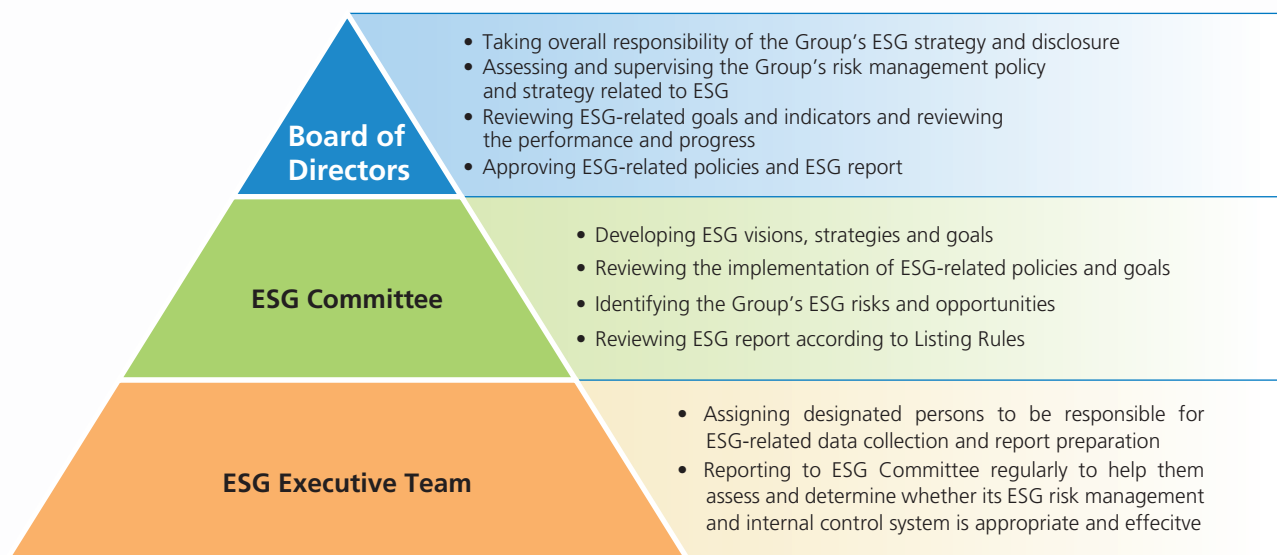 Board of
Directors
• Taking overall responsibility of the Group's ESG strategy and disclosure
• Assessing and supervising the Group's risk management policy
and strategy related to ESG
• Reviewing ESG-related goals and indicators and reviewing
the performance and progress
• Approving ESG-related policies and ESG report
ESG Committee
• Developing ESG visions, strategies and goals
• Reviewing the implementation of ESG-related policies and goals
• Identifying the Group's ESG risks and opportunities
• Reviewing ESG report according to Listing Rules
ESG Executive Team
• Assigning designated persons to be responsible for
ESG-related data collection and report preparation
• Reporting to ESG Committee regularly to help them
assess and determine whether its ESG risk management
and internal control system is appropriate and effecitve